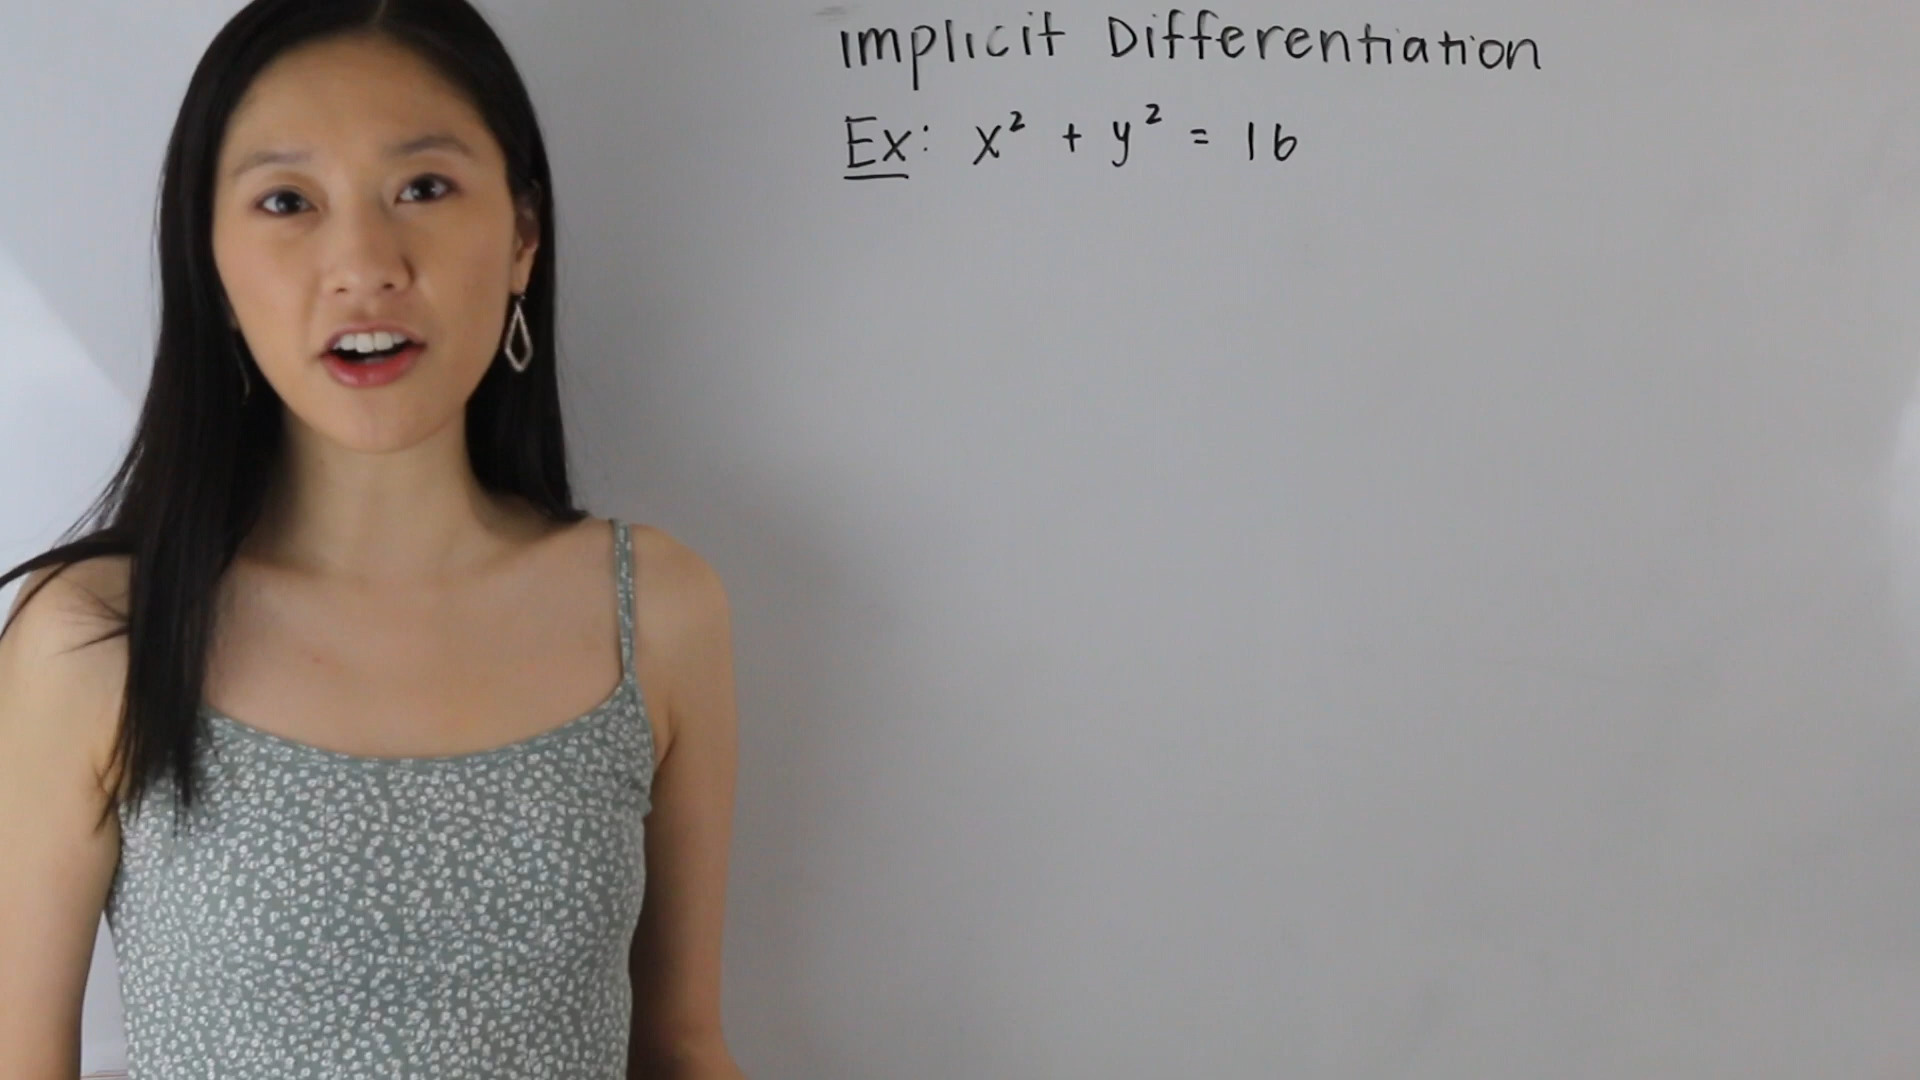 Implicit Differentiation
Ex: x² + y² = 16